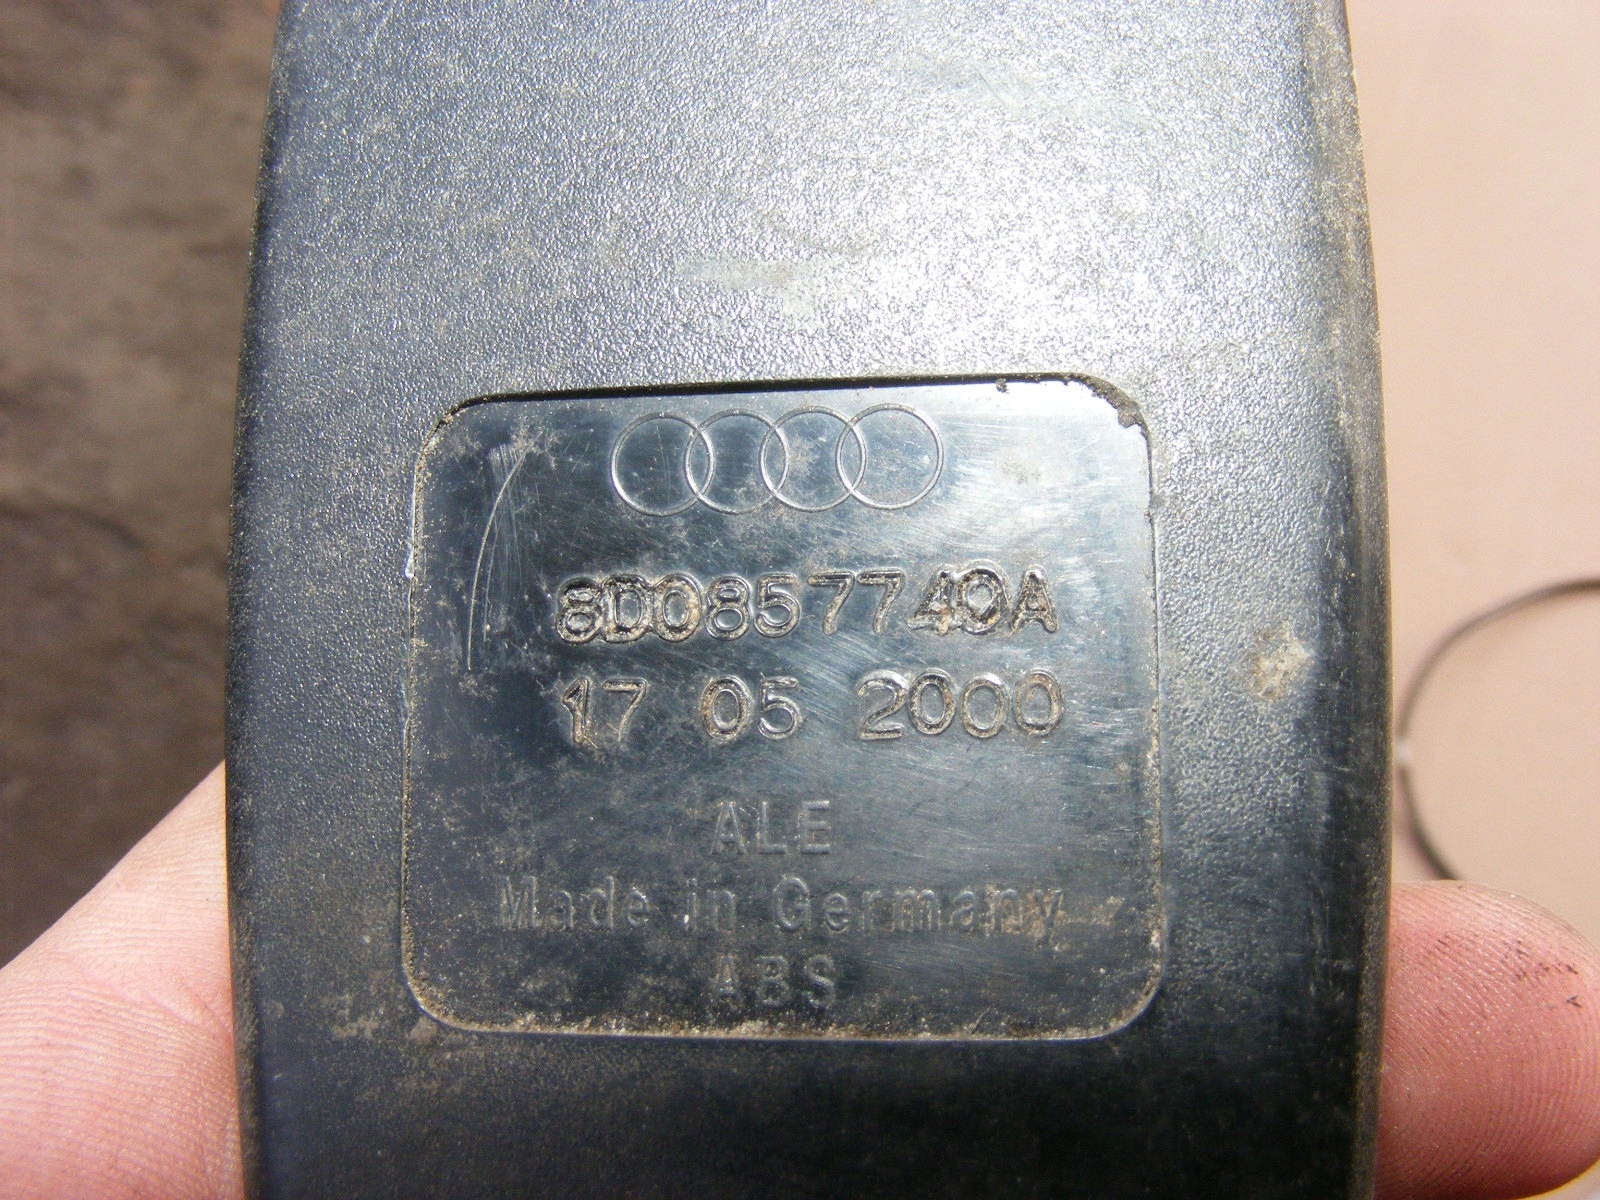 8D0857740A
17 05 2000
ALE
Made in Germany
ABS